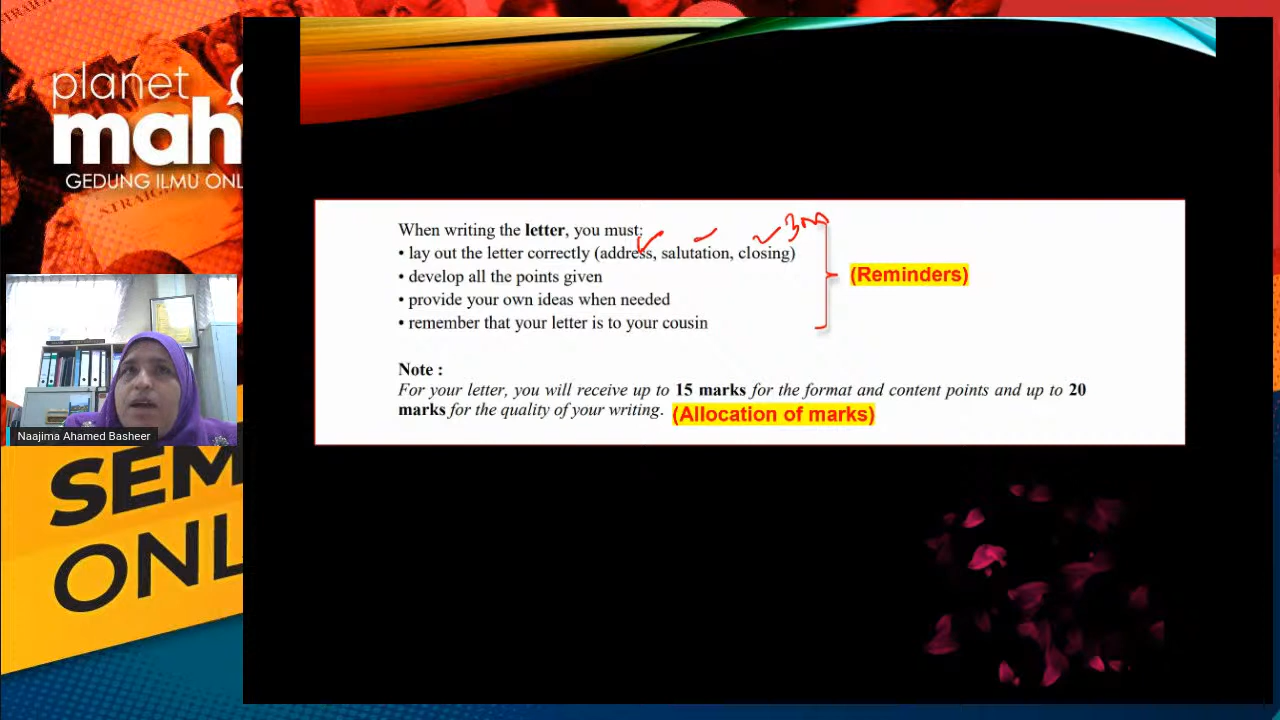 STRAIG
planet
mah
GEDUNG ILMU ONL
STRAIG
When writing the letter, you must:
3m
• lay out the letter correctly (address, salutation, closing)
• develop all the points given
• provide your own ideas when needed
• remember that your letter is to your cousin
(Reminders)
Note :
For your letter, you will receive up to 15 marks for the format and content points and up to 20
marks for the quality of your writing.
(Allocation of marks)
Naajima Ahamed Basheer
SEM
ONL